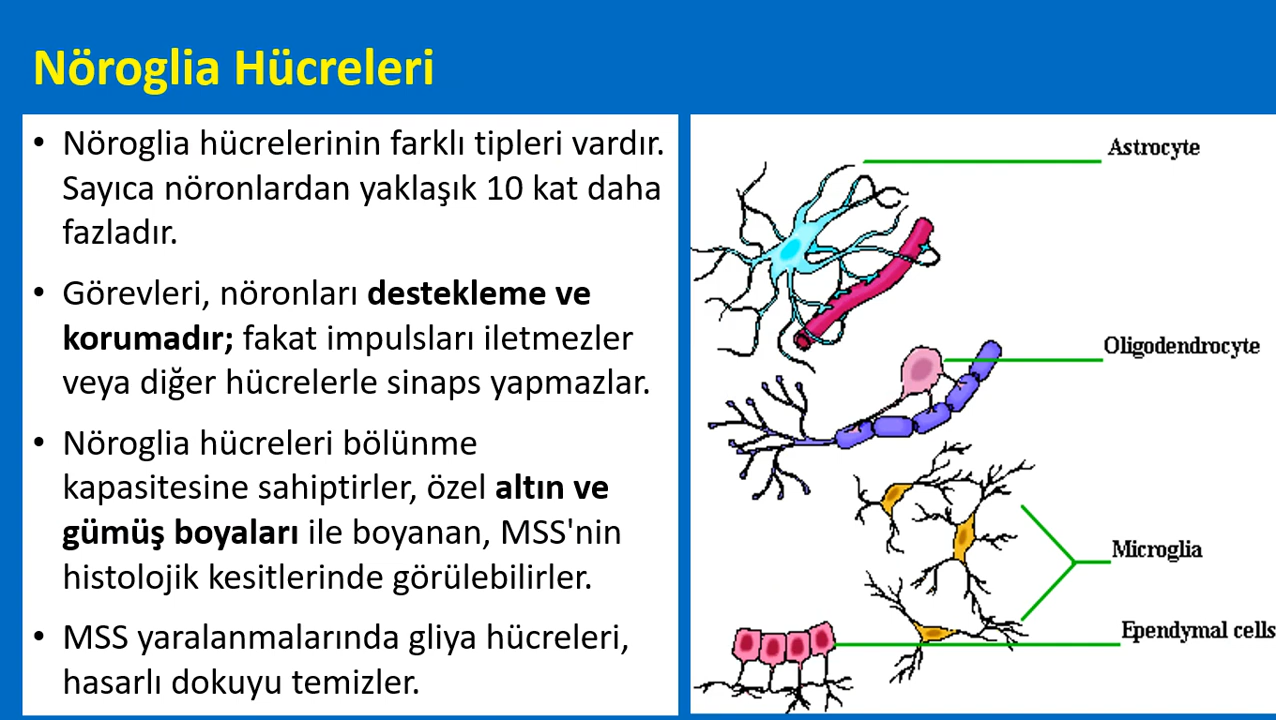 Nöroglia Hücreleri
• Nöroglia hücrelerinin farklı tipleri vardır.
Sayıca nöronlardan yaklaşık 10 kat daha
fazladır.
• Görevleri, nöronları destekleme ve
korumadır; fakat impulsları iletmezler
veya diğer hücrelerle sinaps yapmazlar.
• Nöroglia hücreleri bölünme
kapasitesine sahiptirler, özel altın ve
gümüş boyaları ile boyanan, MSS'nin
histolojik kesitlerinde görülebilirler.
• MSS yaralanmalarında gliya hücreleri,
hasarlı dokuyu temizler.
Astrocyte
Oligodendrocyte
Microglia
Ependymal cells